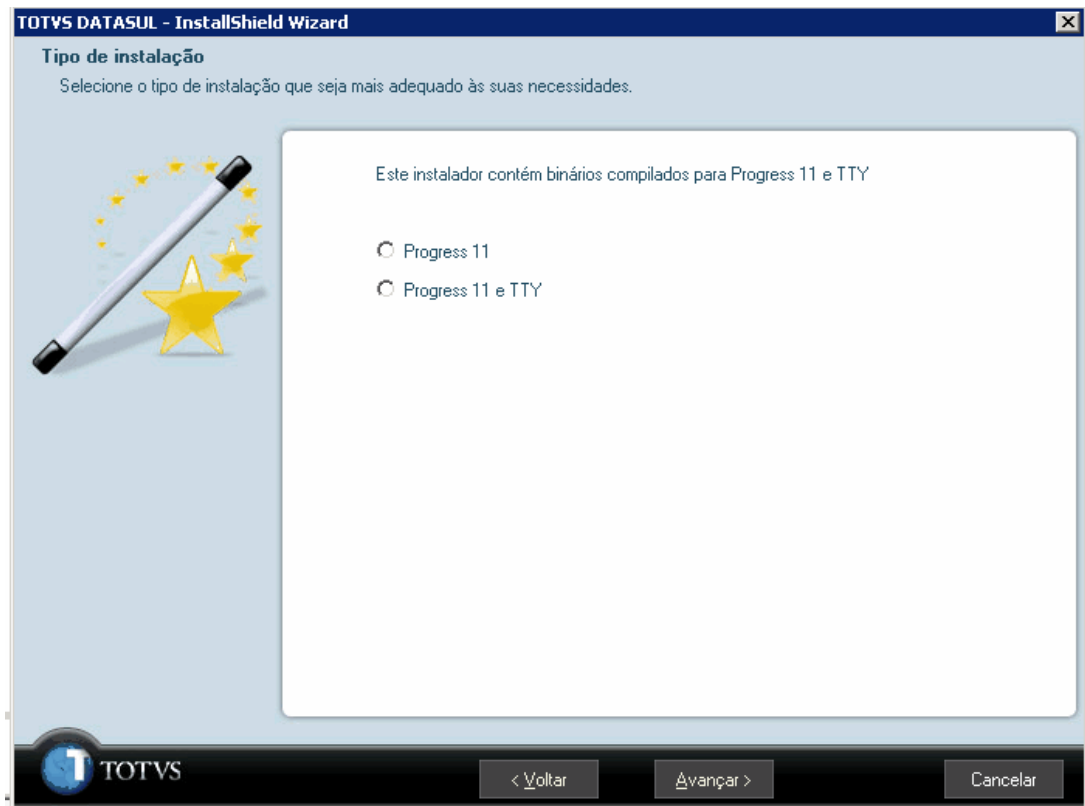 TOTVS DATASUL - InstallShield Wizard
Tipo de instalação
Selecione o tipo de instalação que seja mais adequado às suas necessidades.
Este instalador contém binários compilados para Progress 11 e TTY
Progress 11
Progress 11 e TTY
TOTVS
< Voltar
Avançar >
Cancelar